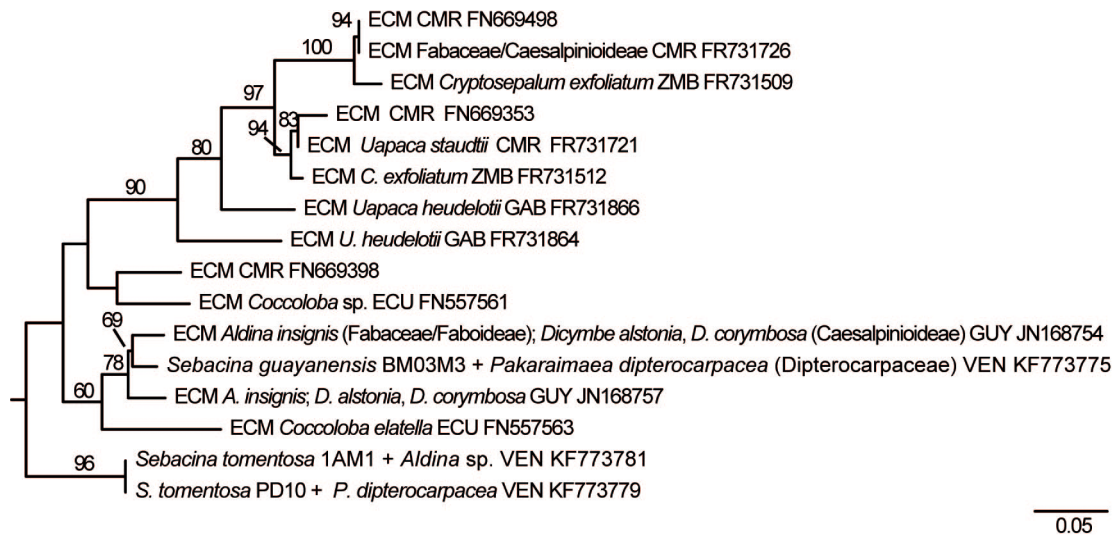 94 ECM CMR FN669498
ECM Fabaceae/Caesalpinioideae CMR FR731726
100
ECM Cryptosepalum exfoliatum ZMB FR731509
97
83 ECM CMR FN669353
94
ECM Uapaca staudtii CMR FR731721
80
ECM C. exfoliatum ZMB FR731512
90
ECM Uapaca heudelotii GAB FR731866
ECM U. heudelotii GAB FR731864
ECM CMR FN669398
ECM Coccoloba sp. ECU FN557561
69
ECM Aldina insignis (Fabaceae/Faboideae); Dicymbe alstonia, D. corymbosa (Caesalpinioideae) GUY JN168754
78 Sebacina guayanensis BM03M3 + Pakaraimaea dipterocarpacea (Dipterocarpaceae) VEN KF773775
60
ECM A. insignis; D. alstonia, D. corymbosa GUY JN168757
ECM Coccoloba elatella ECU FN557563
96 Sebacina tomentosa 1AM1 + Aldina sp. VEN KF773781
S. tomentosa PD10 + P. dipterocarpacea VEN KF773779
0.05